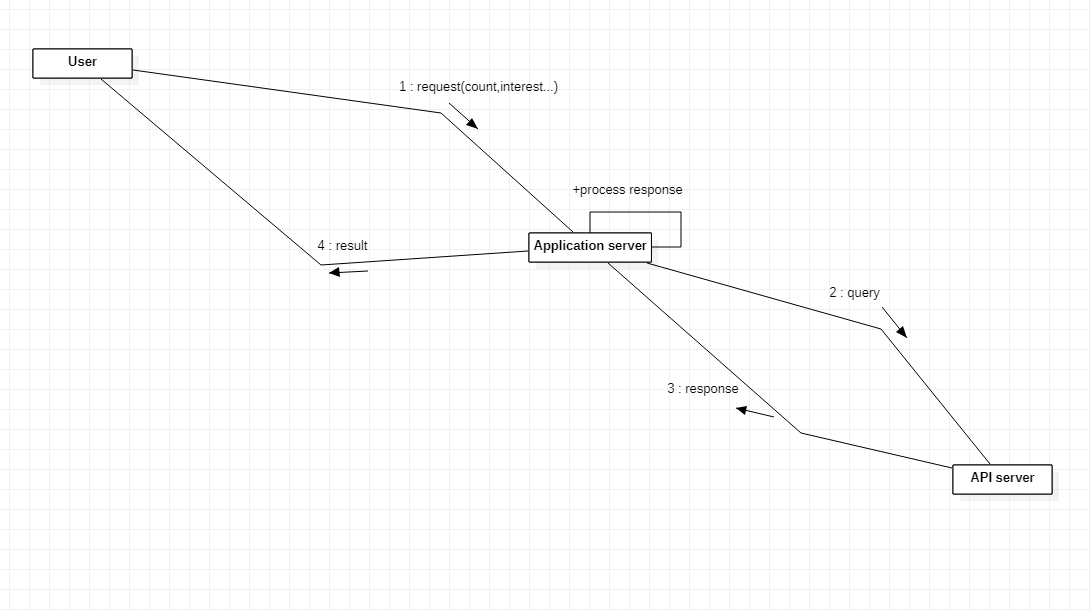 User
1 : request(count,interest...)
+process response
Application server
4 : result
2 : query
3 : response
API server